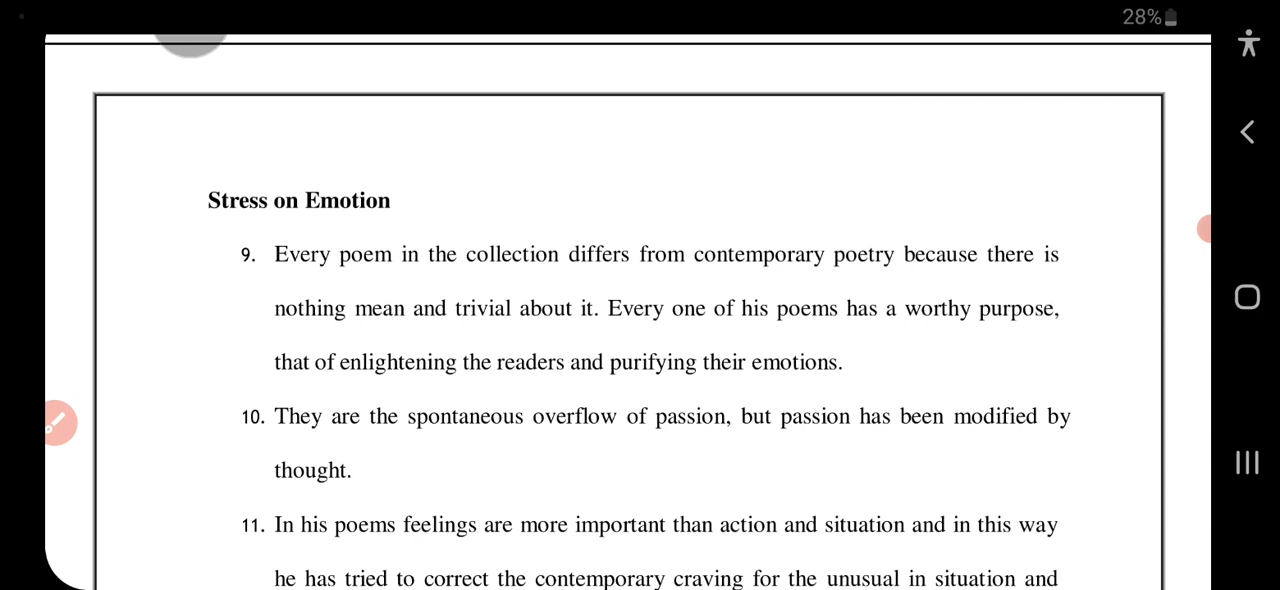 28%
Stress on Emotion
9. Every poem in the collection differs from contemporary poetry because there is
nothing mean and trivial about it. Every one of his poems has a worthy purpose,
that of enlightening the readers and purifying their emotions.
10. They are the spontaneous overflow of passion, but passion has been modified by
thought.
11. In his poems feelings are more important than action and situation and in this way
he has tried to correct the contemporary craving for the unusual in situation and